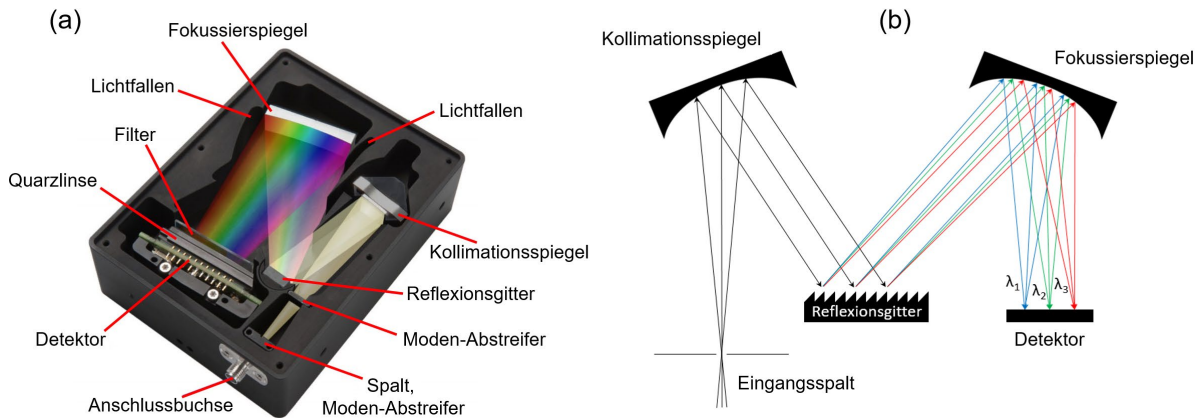 (a)
Fokussierspiegel
Lichtfallen
Lichtfallen
Filter
Quarzlinse
Kollimationsspiegel
Reflexionsgitter
Detektor
Moden-Abstreifer
Spalt,
Moden-Abstreifer
Anschlussbuchse
(b)
Kollimationsspiegel
Fokussierspiegel
λ1
λ2
λ3
Reflexionsgitter
Detektor
Eingangsspalt